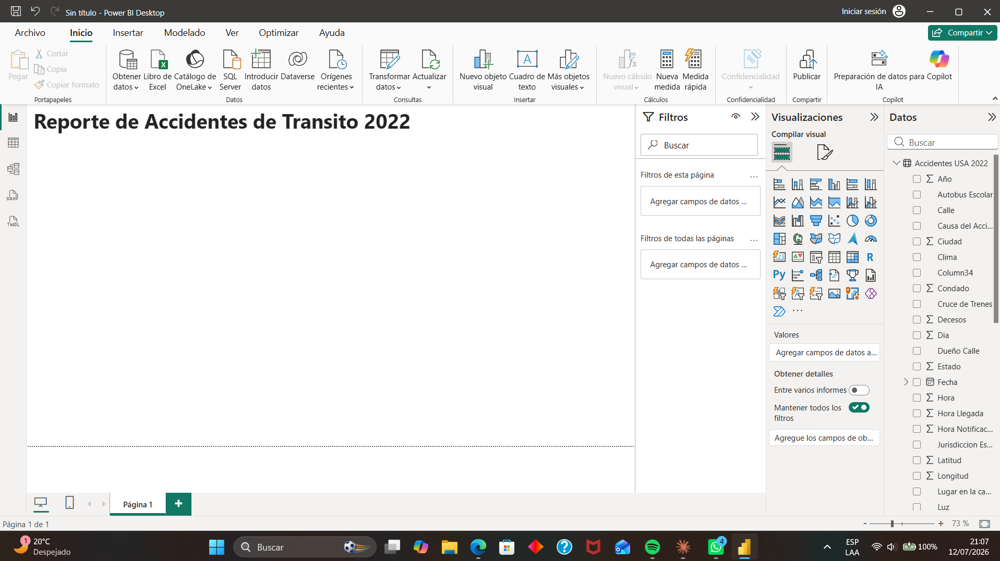 Sin título - Power BI Desktop
Iniciar sesión
Archivo Inicio Insertar Modelado Ver Optimizar Ayuda
Compartir
Pegar
Cortar
Copia
Copiar formato
Portapapeles
Obtener datos
Libro de Excel
Catálogo de OneLake
SQL Server
Introducir datos
Dataverse
Orígenes recientes
Datos
Transformar datos
Actualizar
Consultas
Nuevo objeto visual
Cuadro de texto
Más objetos visuales
Insertar
Nuevo cálculo visual
Nueva medida
Medida rápida
Cálculos
Confidencialidad
Confidencialidad
Publicar
Compartir
Preparación de datos para IA
Copilot
Copilot
DAX
TMDL
Reporte de Accidentes de Transito 2022
Filtros
Buscar
Filtros de esta página
...
Agregar campos de datos ...
Filtros de todas las páginas
...
Agregar campos de datos ...
Visualizaciones
Compilar visual
123
R
Py
...
Valores
Agregar campos de datos a...
Obtener detalles
Entre varios informes
Mantener todos los filtros
Agregue los campos de ob...
Datos
Buscar
Accidentes USA 2022
Año
Autobus Escolar
Calle
Causa del Acci...
Ciudad
Clima
Column34
Condado
Cruce de Trenes
Decesos
Dia
Dueño Calle
Estado
Fecha
Hora
Hora Llegada
Hora Notificac...
Jurisdiccion Es...
Latitud
Longitud
Lugar en la ca...
Luz
Página 1
Página 1 de 1
73 %
1
20°C
Despejado
Buscar
4
ESP
LAA
100%
21:07
12/07/2026